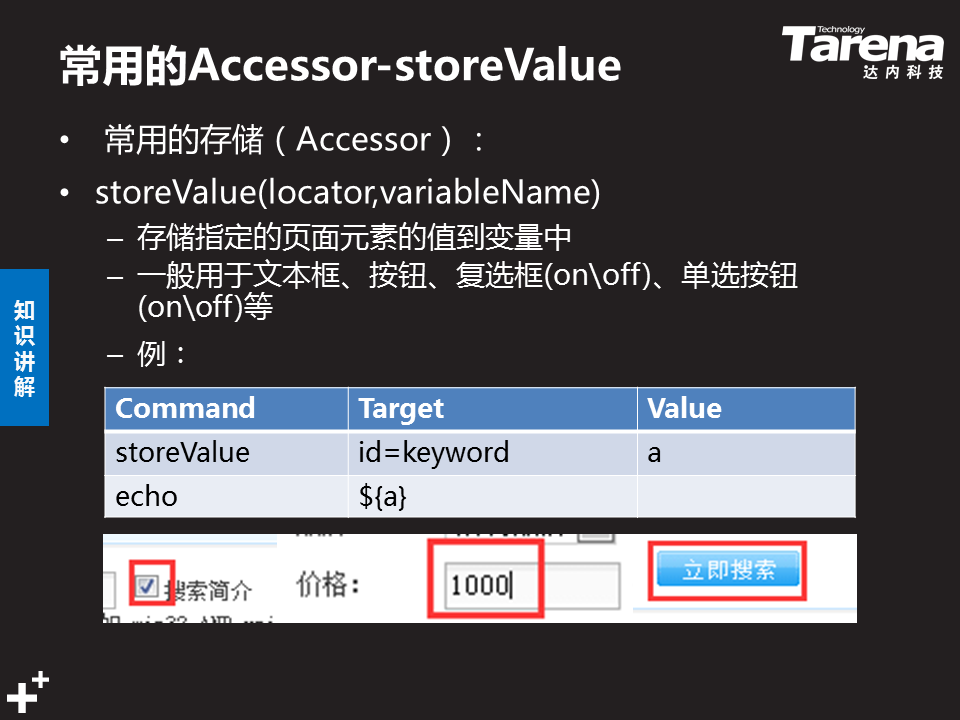 常用的Accessor-storeValue
Technology
Tarena
达内科技
• 常用的存储（Accessor）：
• storeValue(locator,variableName)
– 存储指定的页面元素的值到变量中
– 一般用于文本框、按钮、复选框(on\off)、单选按钮
(on\off)等
– 例：
知识讲解
Command Target Value
storeValue id=keyword a
echo ${a}
搜索简介
价格：
1000
立即搜索